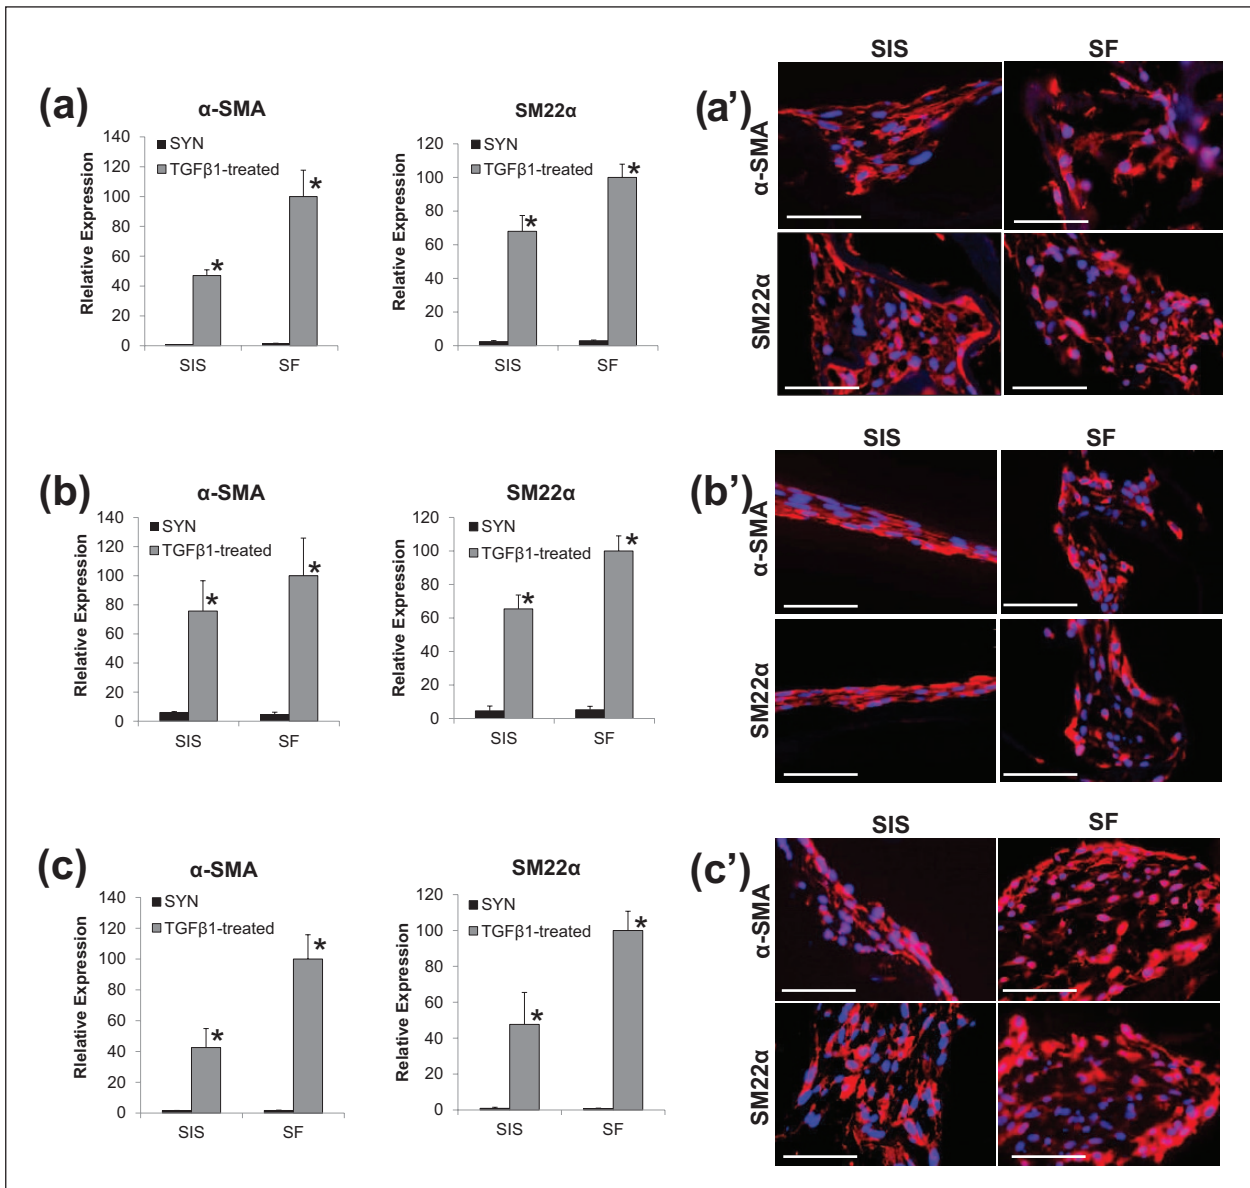 (a)
α-SMA
Rlelative Expression
140
120
100
80
60
40
20
0
SYN
TGFβ1-treated
*
*
SIS
SF
SM22α
Relative Expression
120
100
80
60
40
20
0
SYN
TGFβ1-treated
*
*
SIS
SF
(a')
SIS
SF
α-SMA
SM22α
(b)
α-SMA
Rlelative Expression
140
120
100
80
60
40
20
0
SYN
TGFβ1-treated
*
*
SIS
SF
SM22α
Relative Expression
120
100
80
60
40
20
0
SYN
TGFβ1-treated
*
*
SIS
SF
(b')
SIS
SF
α-SMA
SM22α
(c)
α-SMA
Rlelative Expression
140
120
100
80
60
40
20
0
SYN
TGFβ1-treated
*
*
SIS
SF
SM22α
Relative Expression
120
100
80
60
40
20
0
SYN
TGFβ1-treated
*
*
SIS
SF
(c')
SIS
SF
α-SMA
SM22α